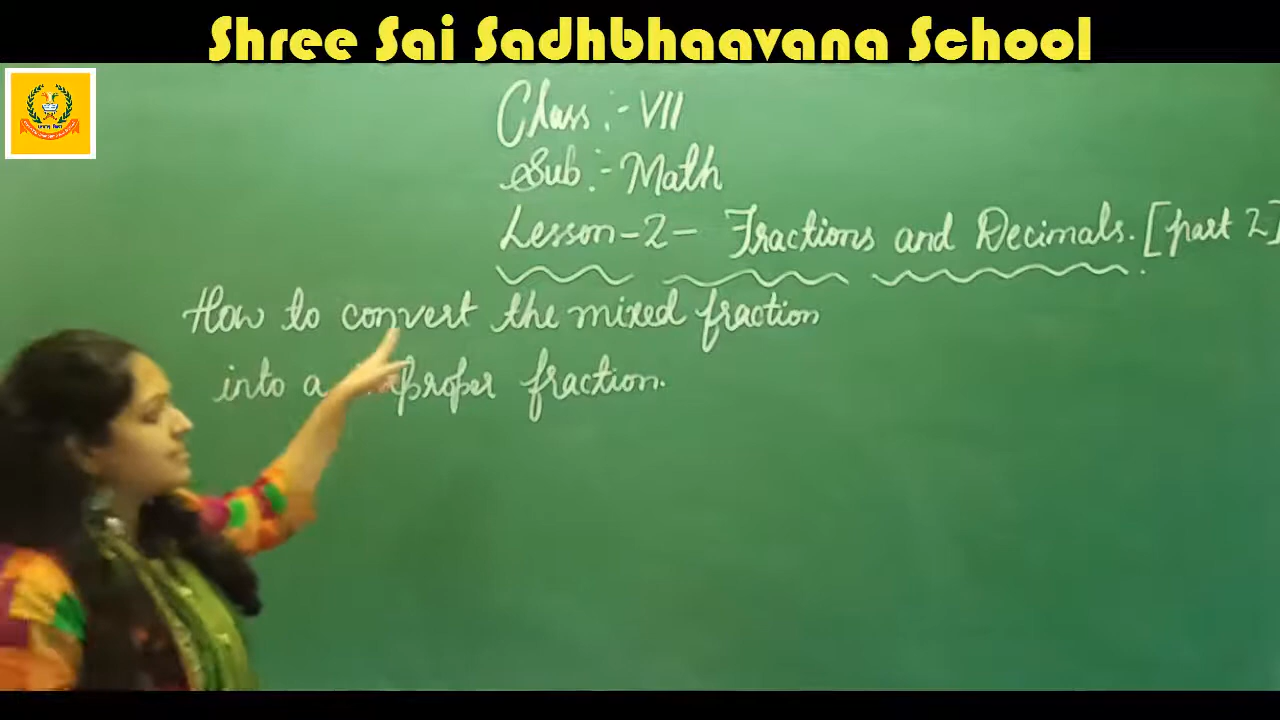 Shree Sai Sadhbhaavana School
Class :- VII
Sub :- Math
Lesson-2- Fractions and Decimals. [part 2]
How to convert the mixed fraction
into a fraction.